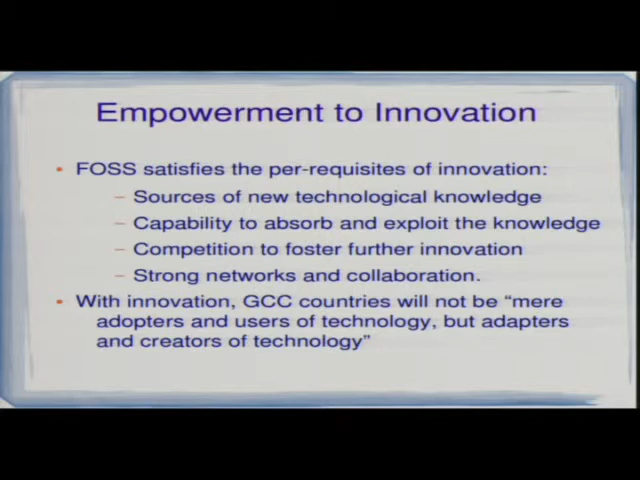 Empowerment to Innovation
• FOSS satisfies the per-requisites of innovation:
– Sources of new technological knowledge
– Capability to absorb and exploit the knowledge
– Competition to foster further innovation
– Strong networks and collaboration.
• With innovation, GCC countries will not be “mere
adopters and users of technology, but adapters
and creators of technology”